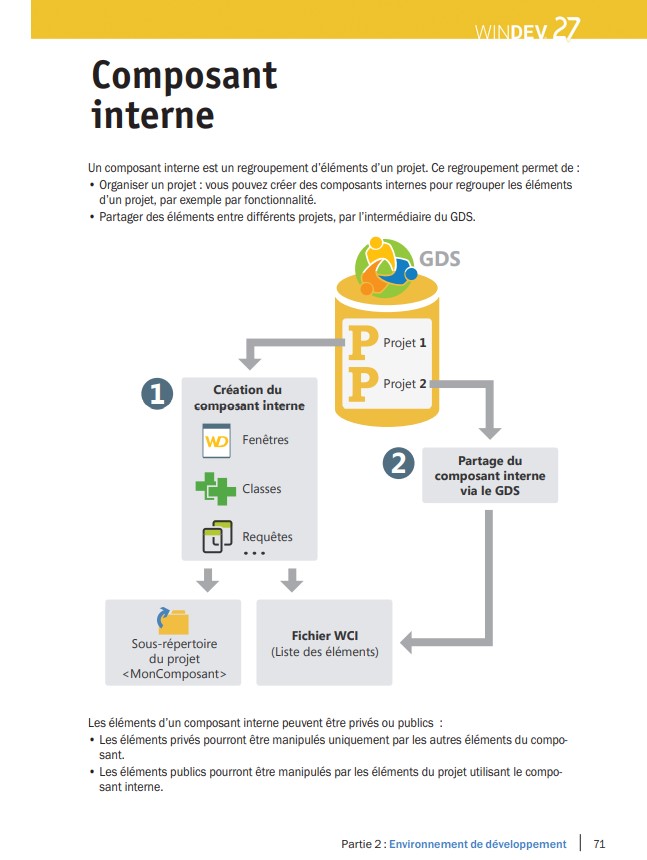 WINDEV 27
Composant
interne
Un composant interne est un regroupement d'éléments d'un projet. Ce regroupement permet de :
• Organiser un projet : vous pouvez créer des composants internes pour regrouper les éléments
d'un projet, par exemple par fonctionnalité.
• Partager des éléments entre différents projets, par l'intermédiaire du GDS.
GDS
P Projet 1
P Projet 2
1
Création du
composant interne
WD Fenêtres
Classes
Requêtes
...
2
Partage du
composant interne
via le GDS
Sous-répertoire
du projet
<MonComposant>
Fichier WCI
(Liste des éléments)
Les éléments d'un composant interne peuvent être privés ou publics :
• Les éléments privés pourront être manipulés uniquement par les autres éléments du compo-
sant.
• Les éléments publics pourront être manipulés par les éléments du projet utilisant le compo-
sant interne.
Partie 2 : Environnement de développement | 71